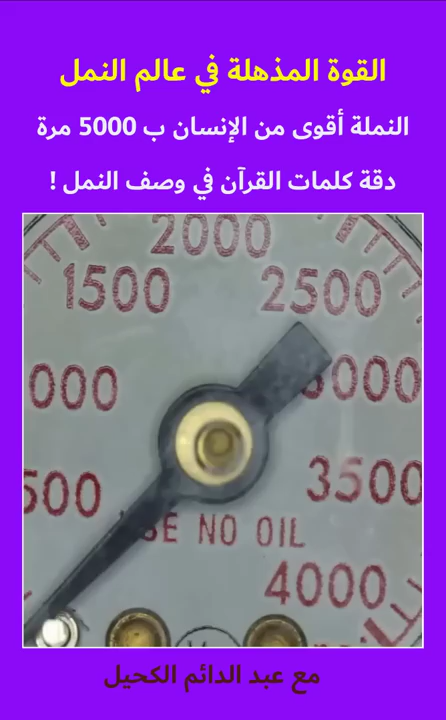 القوة المذهلة في عالم النمل
النملة أقوى من الإنسان ب 5000 مرة
دقة كلمات القرآن في وصف النمل !
2000
1500 2500
000 3000
500 3500
USE NO OIL
4000
مع عبد الدائم الكحيل